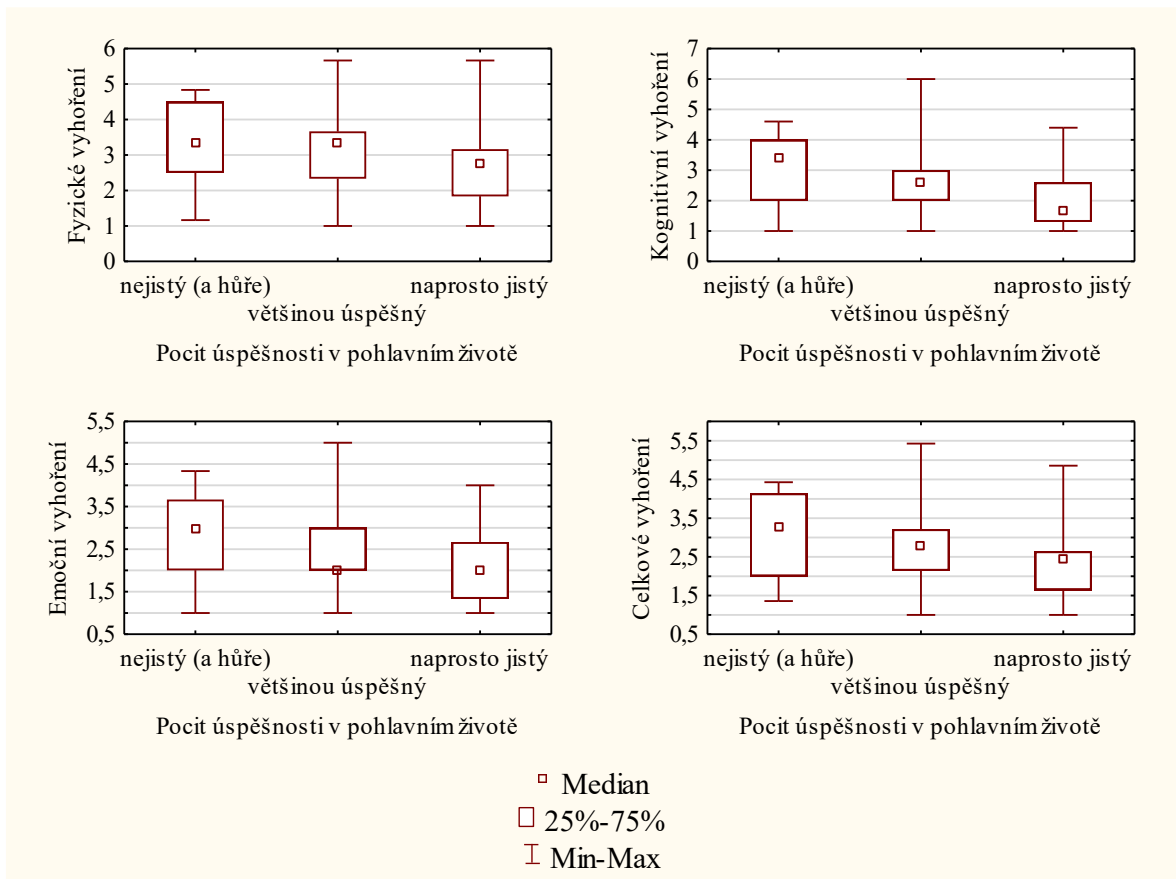 Fyzické vyhoření
6
5
4
3
2
1
0
nejistý (a hůře)
většinou úspěšný
naprosto jistý
Pocit úspěšnosti v pohlavním životě
Kognitivní vyhoření
7
6
5
4
3
2
1
0
nejistý (a hůře)
většinou úspěšný
naprosto jistý
Pocit úspěšnosti v pohlavním životě
Emoční vyhoření
5,5
4,5
3,5
2,5
1,5
0,5
nejistý (a hůře)
většinou úspěšný
naprosto jistý
Pocit úspěšnosti v pohlavním životě
Celkové vyhoření
5,5
4,5
3,5
2,5
1,5
0,5
nejistý (a hůře)
většinou úspěšný
naprosto jistý
Pocit úspěšnosti v pohlavním životě
Median
25%-75%
Min-Max